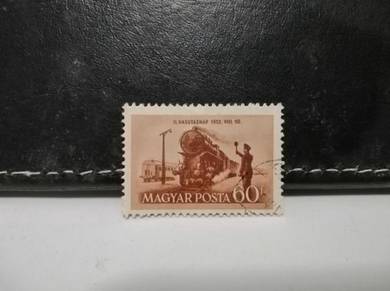 II. VASUTASNAP 1952. VIII. 10.
MAGYAR POSTA 60f